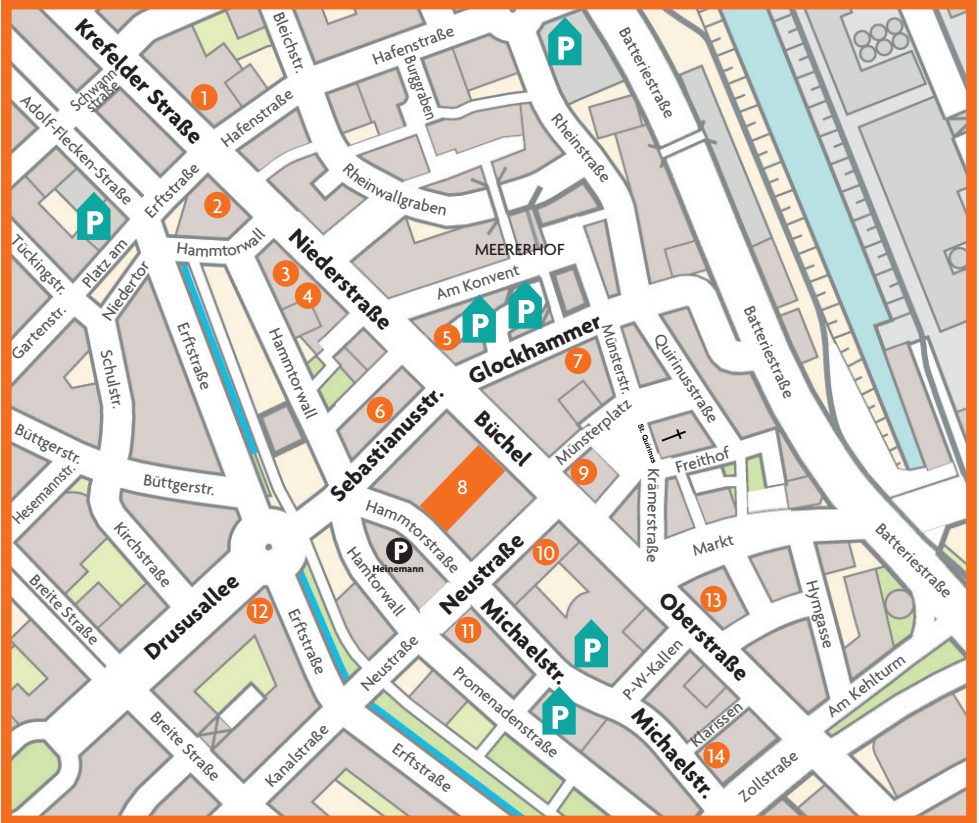 Krefelder Straße
Bleichstr.
Hafenstraße
P
Batteriestraße
Schwann-
straße
Burggraben
1
Adolf-Flecken-Straße
Hafenstraße
Rheinstraße
Erftstraße
Rheinwallgraben
P
2
Hammtorwall
MEERERHOF
Tückingstr.
Platz am
Niedertor
Niederstraße
3
4
Am Konvent
P
P
Gartenstr.
Erftstraße
Hammtorwall
5
Glockhammer
Münsterstr.
Quirinusstraße
Batteriestraße
Schulstr.
7
6
Sebastianusstr.
Büchel
Münsterplatz
St. Quirinus
Büttgerstr.
Freithof
Hesemannstr.
Büttgerstr.
8
9
Krämerstraße
Hammtorstraße
Kirchstraße
P
Heinemann
Neustraße
10
Markt
Batteriestraße
Hamtorwall
Breite Straße
Drususallee
12
Erftstraße
11
Michaelstr.
Oberstraße
13
Hymgasse
P
Neustraße
P-W-Kallen
Promenadenstraße
P
Am Kehlturm
Michaelstr.
Klarissen
14
Breite Straße
Kanalstraße
Erftstraße
Zollstraße